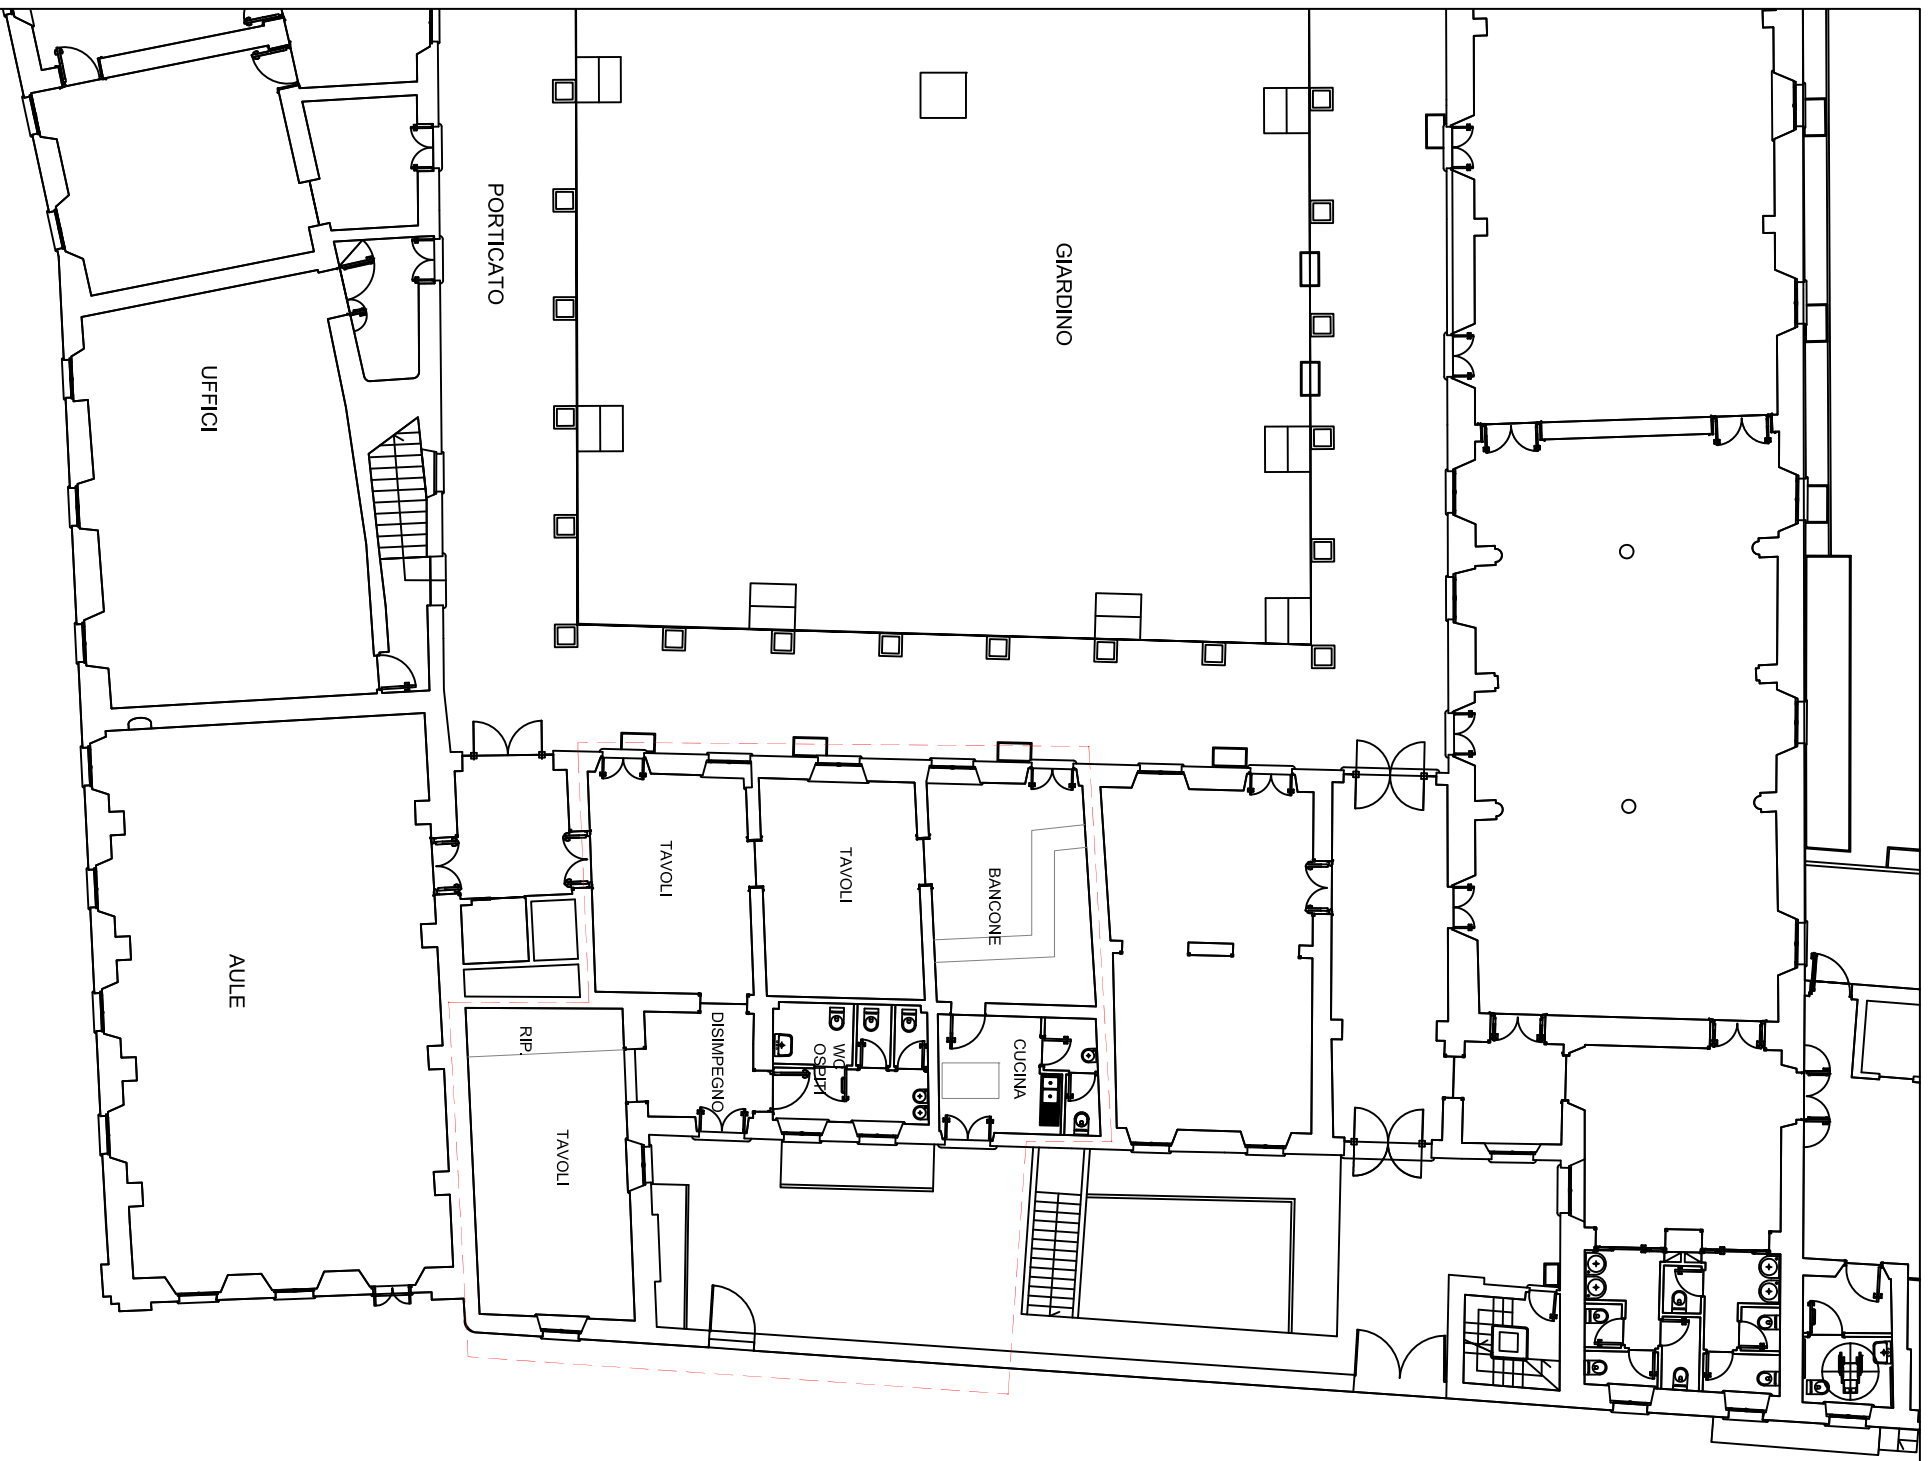 PORTICATO
GIARDINO
UFFICI
TAVOLI
TAVOLI
BANCONE
AULE
RIP.
DISIMPEGNO
WC
OSPITI
CUCINA
TAVOLI